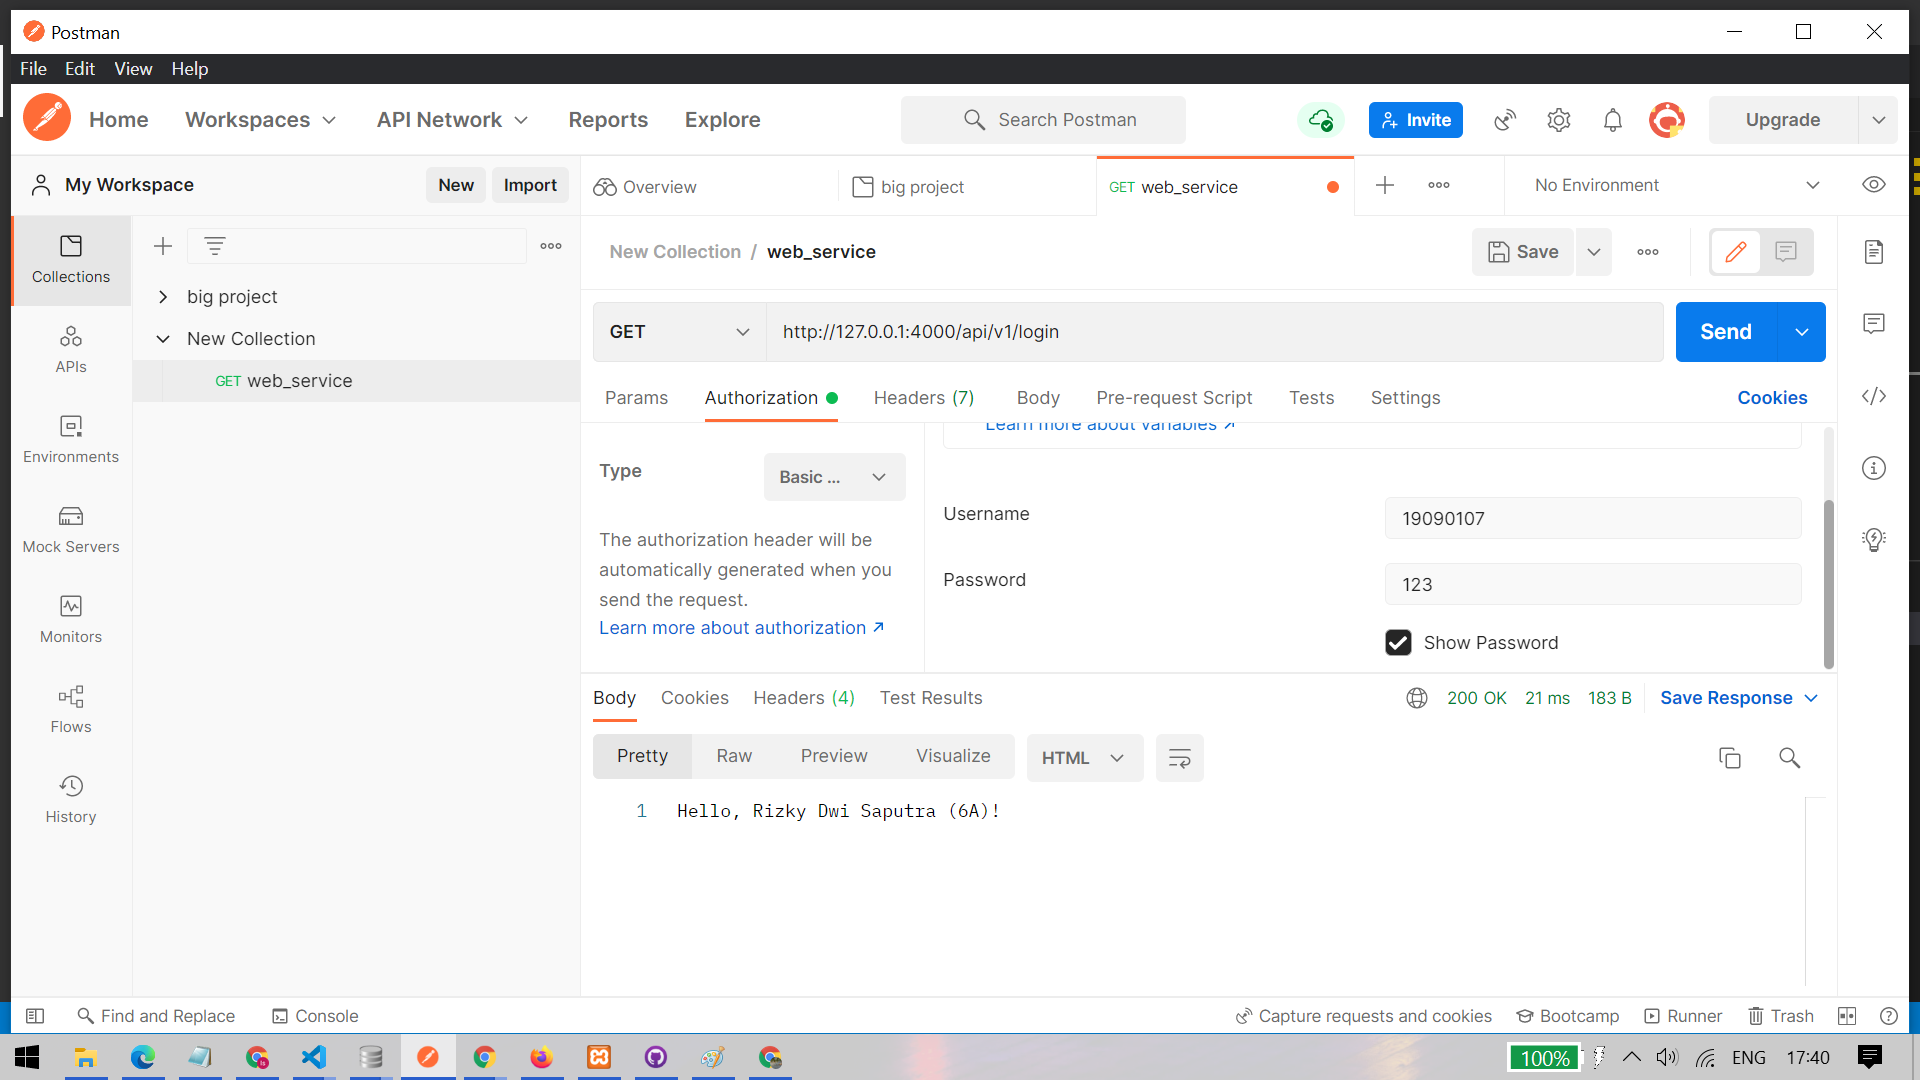 Postman
File Edit View Help
Home Workspaces API Network Reports Explore Search Postman Invite Upgrade
My Workspace New Import Overview big project GET web_service No Environment
Collections
APIs
Environments
Mock Servers
Monitors
Flows
History
big project
New Collection
GET web_service
New Collection / web_service Save
GET http://127.0.0.1:4000/api/v1/login Send
Params Authorization Headers (7) Body Pre-request Script Tests Settings Cookies
Learn more about variables ↗
Type Basic ...
The authorization header will be
automatically generated when you
send the request.
Learn more about authorization ↗
Username 19090107
Password 123
Show Password
Body Cookies Headers (4) Test Results 200 OK 21 ms 183 B Save Response
Pretty Raw Preview Visualize HTML
1 Hello, Rizky Dwi Saputra (6A)!
Find and Replace Console Capture requests and cookies Bootcamp Runner Trash
100% ENG 17:40